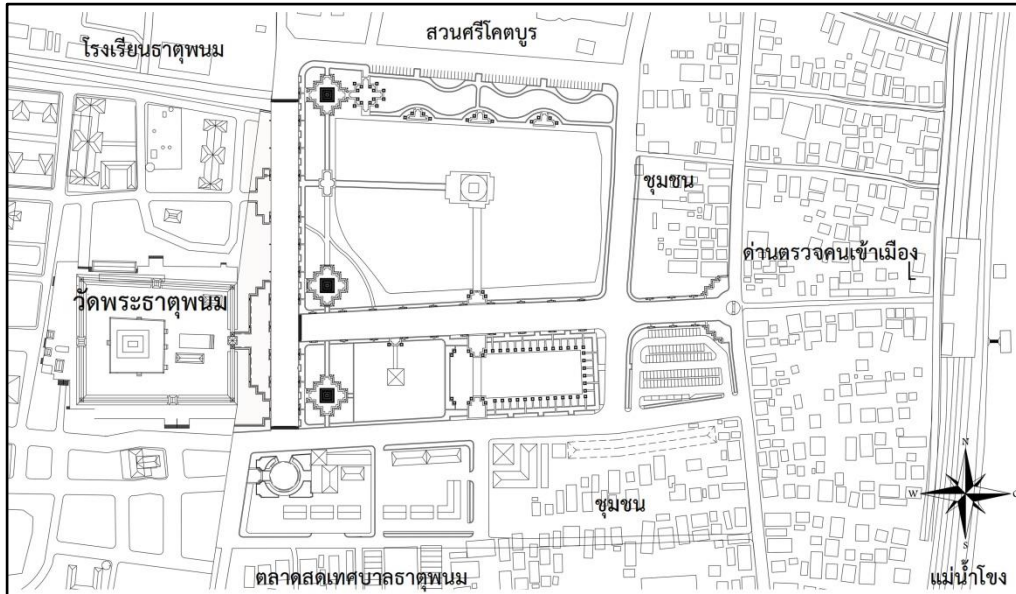 สวนศรีโคตบูร
โรงเรียนธาตุพนม
ชุมชน
ด่านตรวจคนเข้าเมือง
วัดพระธาตุพนม
N
W
S
ชุมชน
ตลาดสดเทศบาลธาตุพนม
แม่น้ำโขง